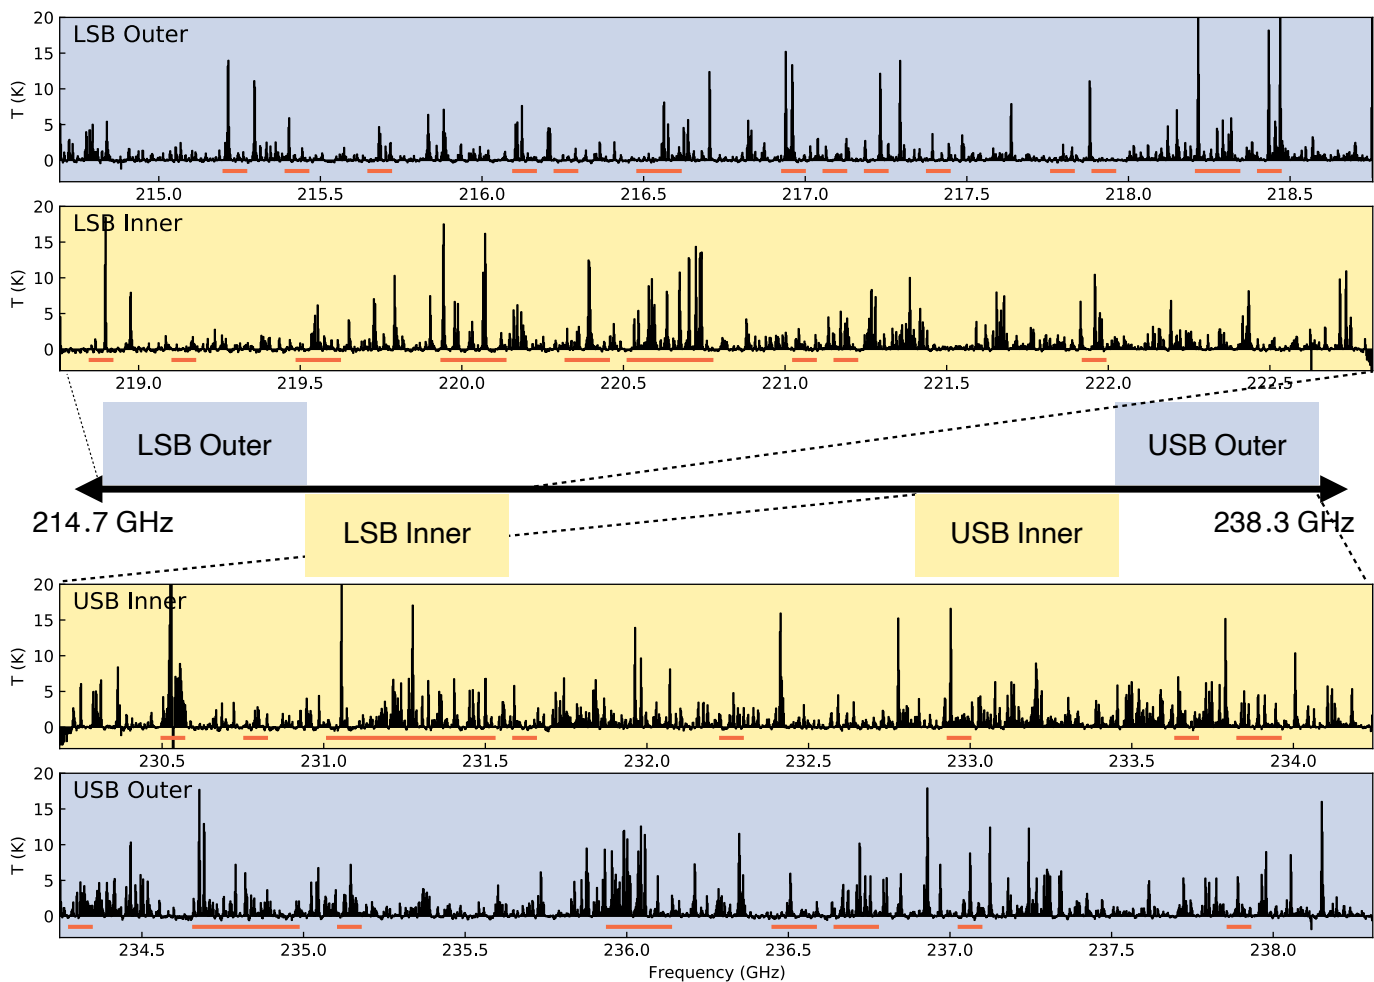 LSB Outer
T (K)
20
15
10
5
0
215.0 215.5 216.0 216.5 217.0 217.5 218.0 218.5
LSB Inner
T (K)
20
15
10
5
0
219.0 219.5 220.0 220.5 221.0 221.5 222.0 222.5
LSB Outer
USB Outer
214.7 GHz
238.3 GHz
LSB Inner
USB Inner
USB Inner
T (K)
20
15
10
5
0
230.5 231.0 231.5 232.0 232.5 233.0 233.5 234.0
USB Outer
T (K)
20
15
10
5
0
234.5 235.0 235.5 236.0 236.5 237.0 237.5 238.0
Frequency (GHz)